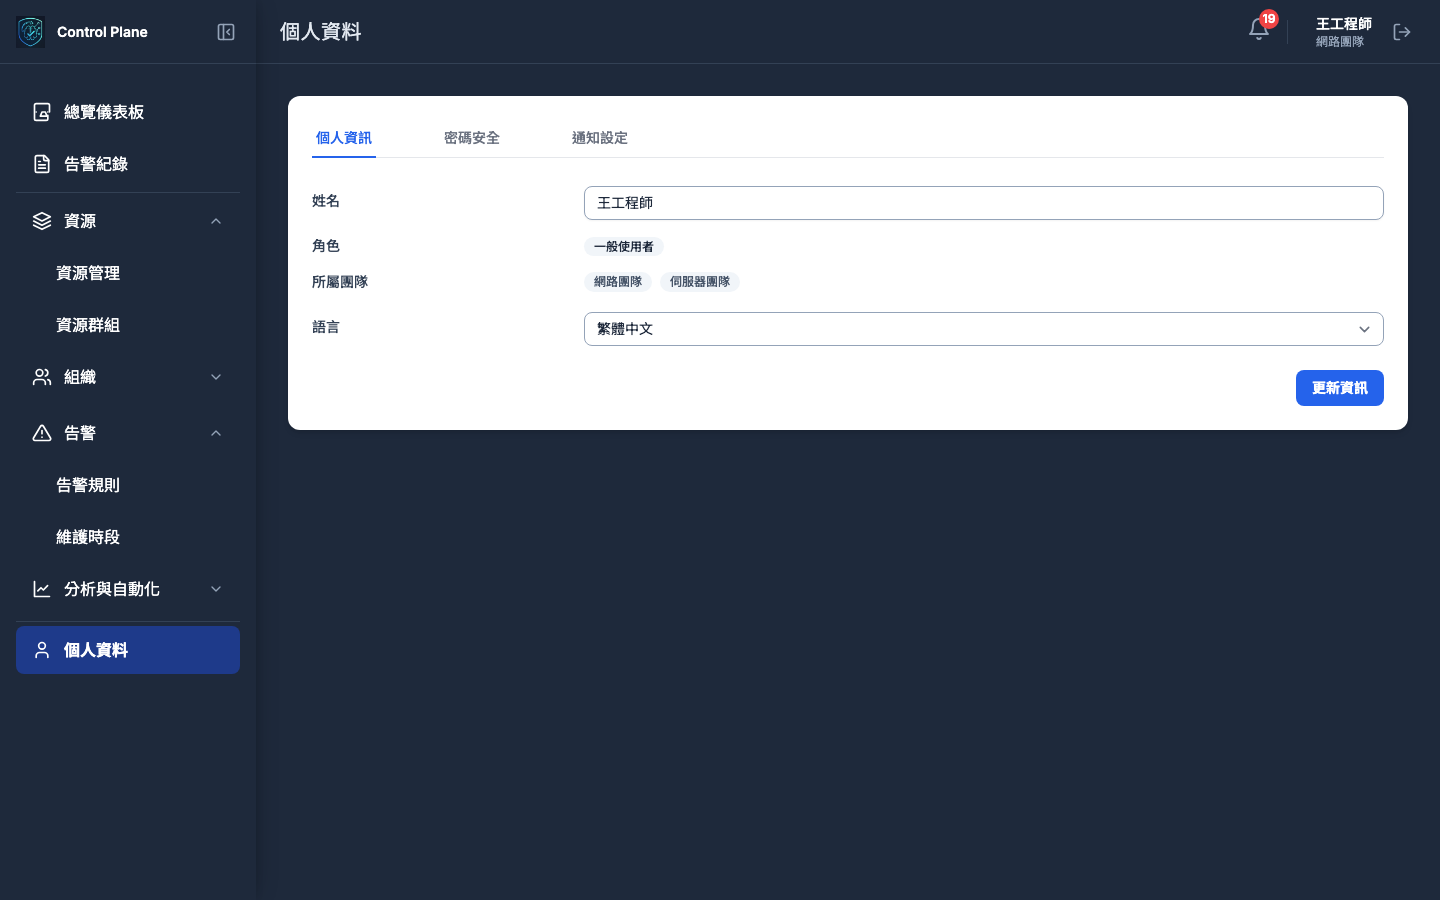 Control Plane
個人資料
19
王工程師
網路團隊
總覽儀表板
告警紀錄
資源
資源管理
資源群組
組織
告警
告警規則
維護時段
分析與自動化
個人資料
個人資訊
密碼安全
通知設定
姓名
王工程師
角色
一般使用者
所屬團隊
網路團隊
伺服器團隊
語言
繁體中文
更新資訊